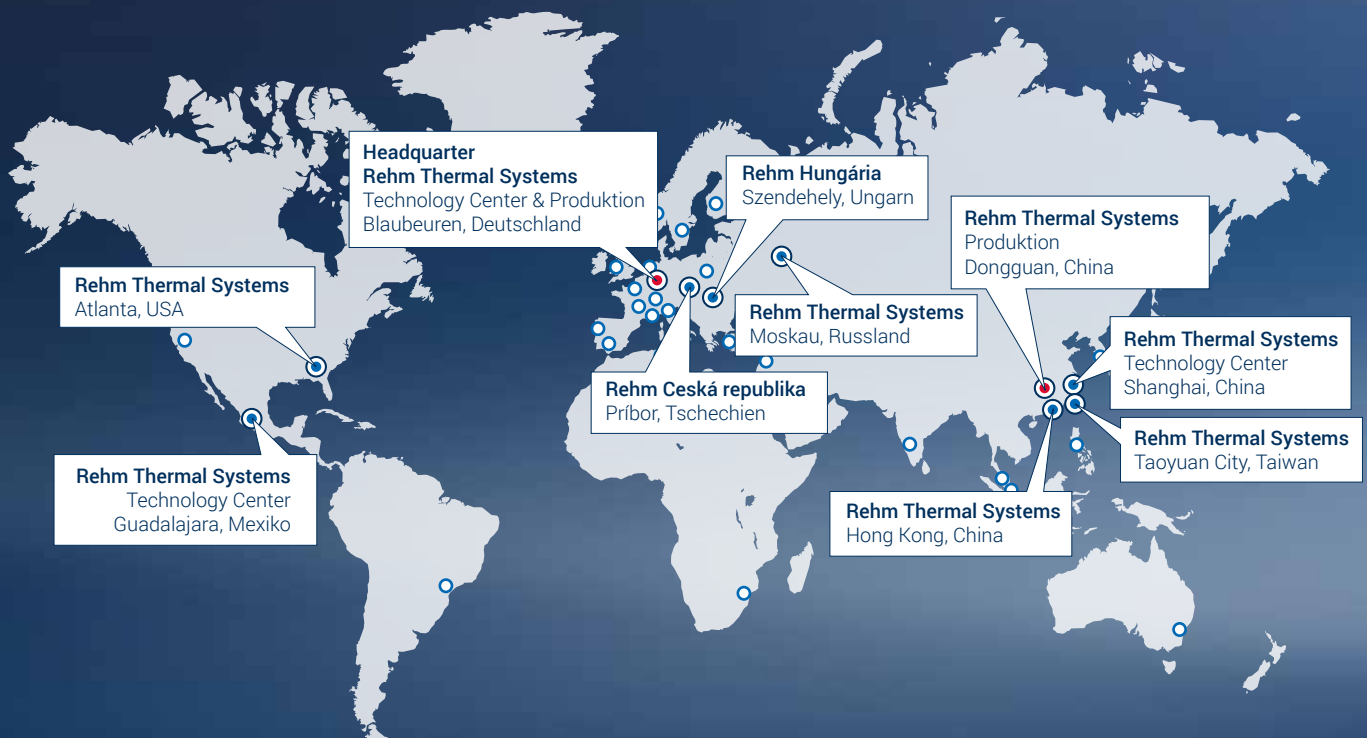 Headquarter
Rehm Thermal Systems
Technology Center & Produktion
Blaubeuren, Deutschland
Rehm Hungária
Szendehely, Ungarn
Rehm Thermal Systems
Produktion
Dongguan, China
Rehm Thermal Systems
Atlanta, USA
Rehm Thermal Systems
Moskau, Russland
Rehm Thermal Systems
Technology Center
Shanghai, China
Rehm Ceská republika
Príbor, Tschechien
Rehm Thermal Systems
Taoyuan City, Taiwan
Rehm Thermal Systems
Technology Center
Guadalajara, Mexiko
Rehm Thermal Systems
Hong Kong, China